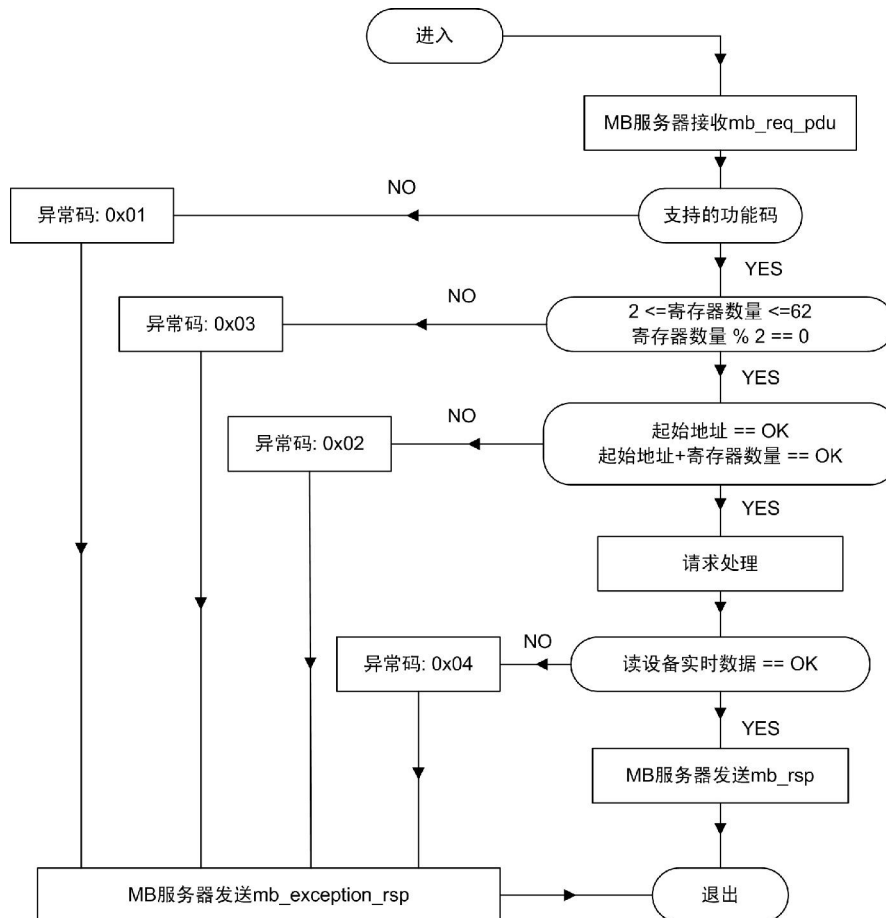 进入
MB服务器接收mb_req_pdu
NO
异常码: 0x01
支持的功能码
YES
NO
异常码: 0x03
2 <=寄存器数量 <=62
寄存器数量 % 2 == 0
YES
NO
异常码: 0x02
起始地址 == OK
起始地址+寄存器数量 == OK
YES
请求处理
NO
异常码: 0x04
读设备实时数据 == OK
YES
MB服务器发送mb_rsp
MB服务器发送mb_exception_rsp
退出